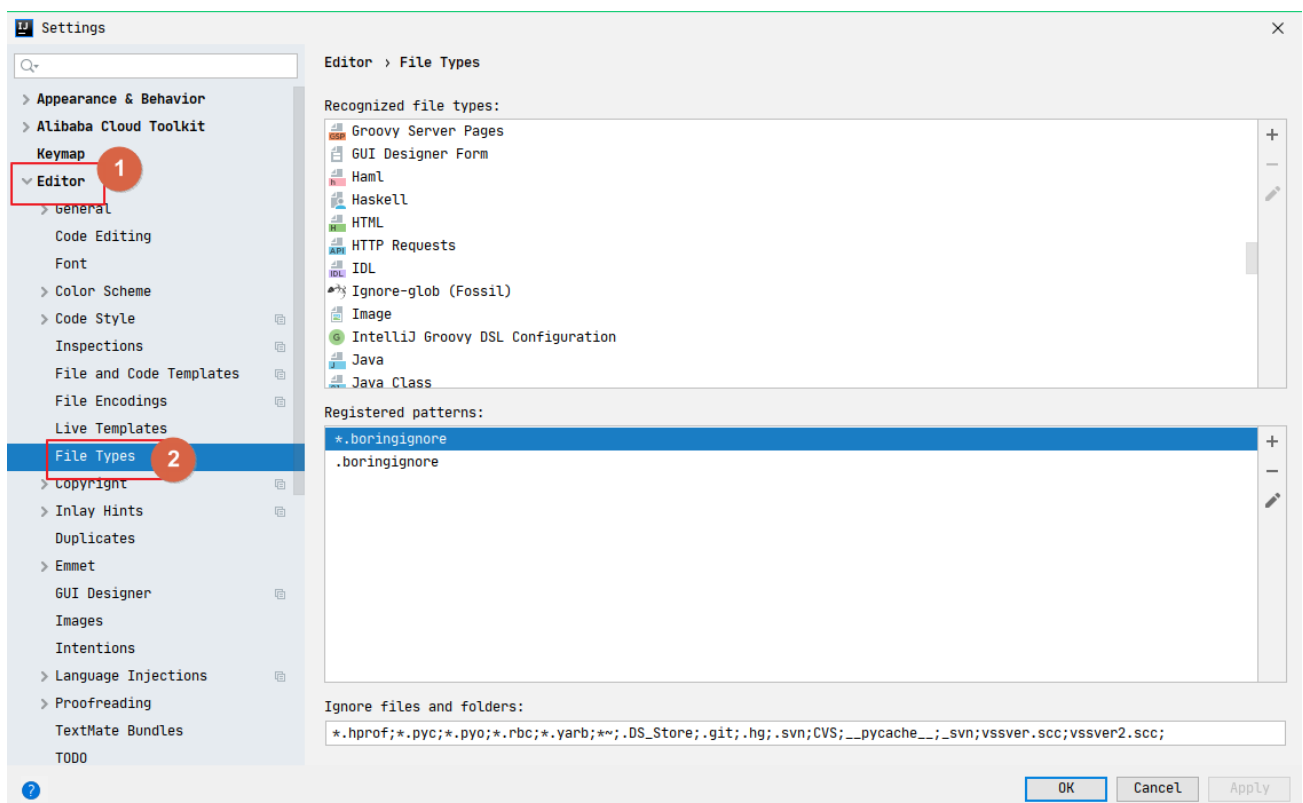 Settings
Appearance & Behavior
Alibaba Cloud Toolkit
Keymap
1
Editor
General
Code Editing
Font
Color Scheme
Code Style
Inspections
File and Code Templates
File Encodings
Live Templates
File Types
2
Copyright
Inlay Hints
Duplicates
Emmet
GUI Designer
Images
Intentions
Language Injections
Proofreading
TextMate Bundles
TODO
Editor › File Types
Recognized file types:
GSP Groovy Server Pages
GUI Designer Form
h Haml
Haskell
H HTML
API HTTP Requests
IDL IDL
Ignore-glob (Fossil)
Image
G IntelliJ Groovy DSL Configuration
J Java
Java Class
Registered patterns:
*.boringignore
.boringignore
Ignore files and folders:
*.hprof;*.pyc;*.pyo;*.rbc;*.yarb;*~;.DS_Store;.git;.hg;.svn;CVS;__pycache__;_svn;vssver.scc;vssver2.scc;
? OK Cancel Apply